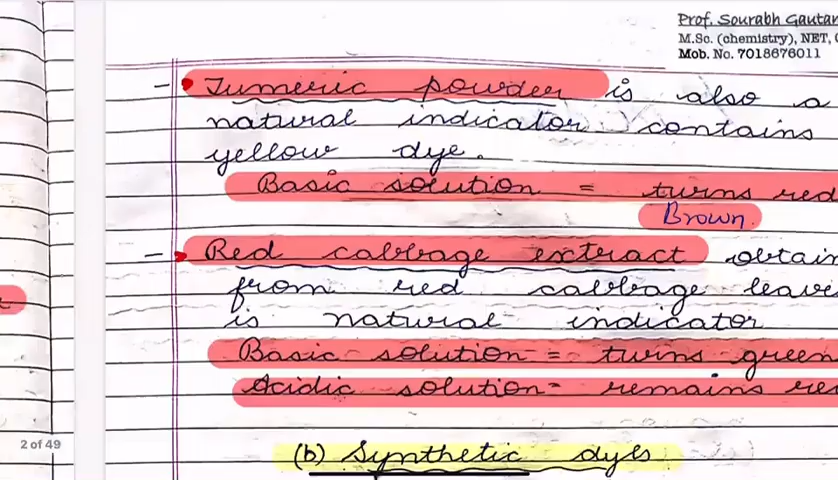 Prof. Sourabh Gautam
M.Sc. (chemistry), NET,
Mob. No. 7018676011
- Tumeric powder is also a
natural indicator contains
yellow dye.
Basic solution = turns red
Brown.
- Red cabbage extract obtain
from red cabbage leave
is natural indicator
Basic solution = turns green
Acidic solution = remains red
(b) Synthetic dyes
2 of 49